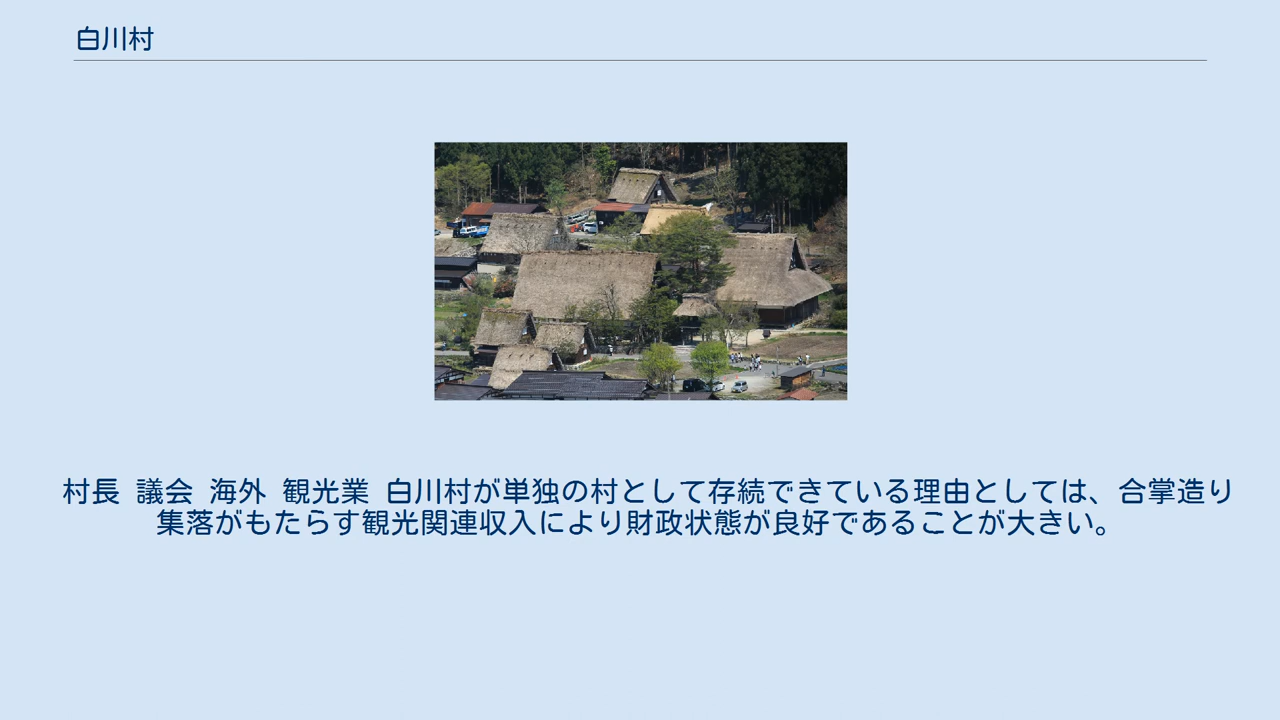 白川村
村長 議会 海外 観光業 白川村が単独の村として存続できている理由としては、合掌造り
集落がもたらす観光関連収入により財政状態が良好であることが大きい。